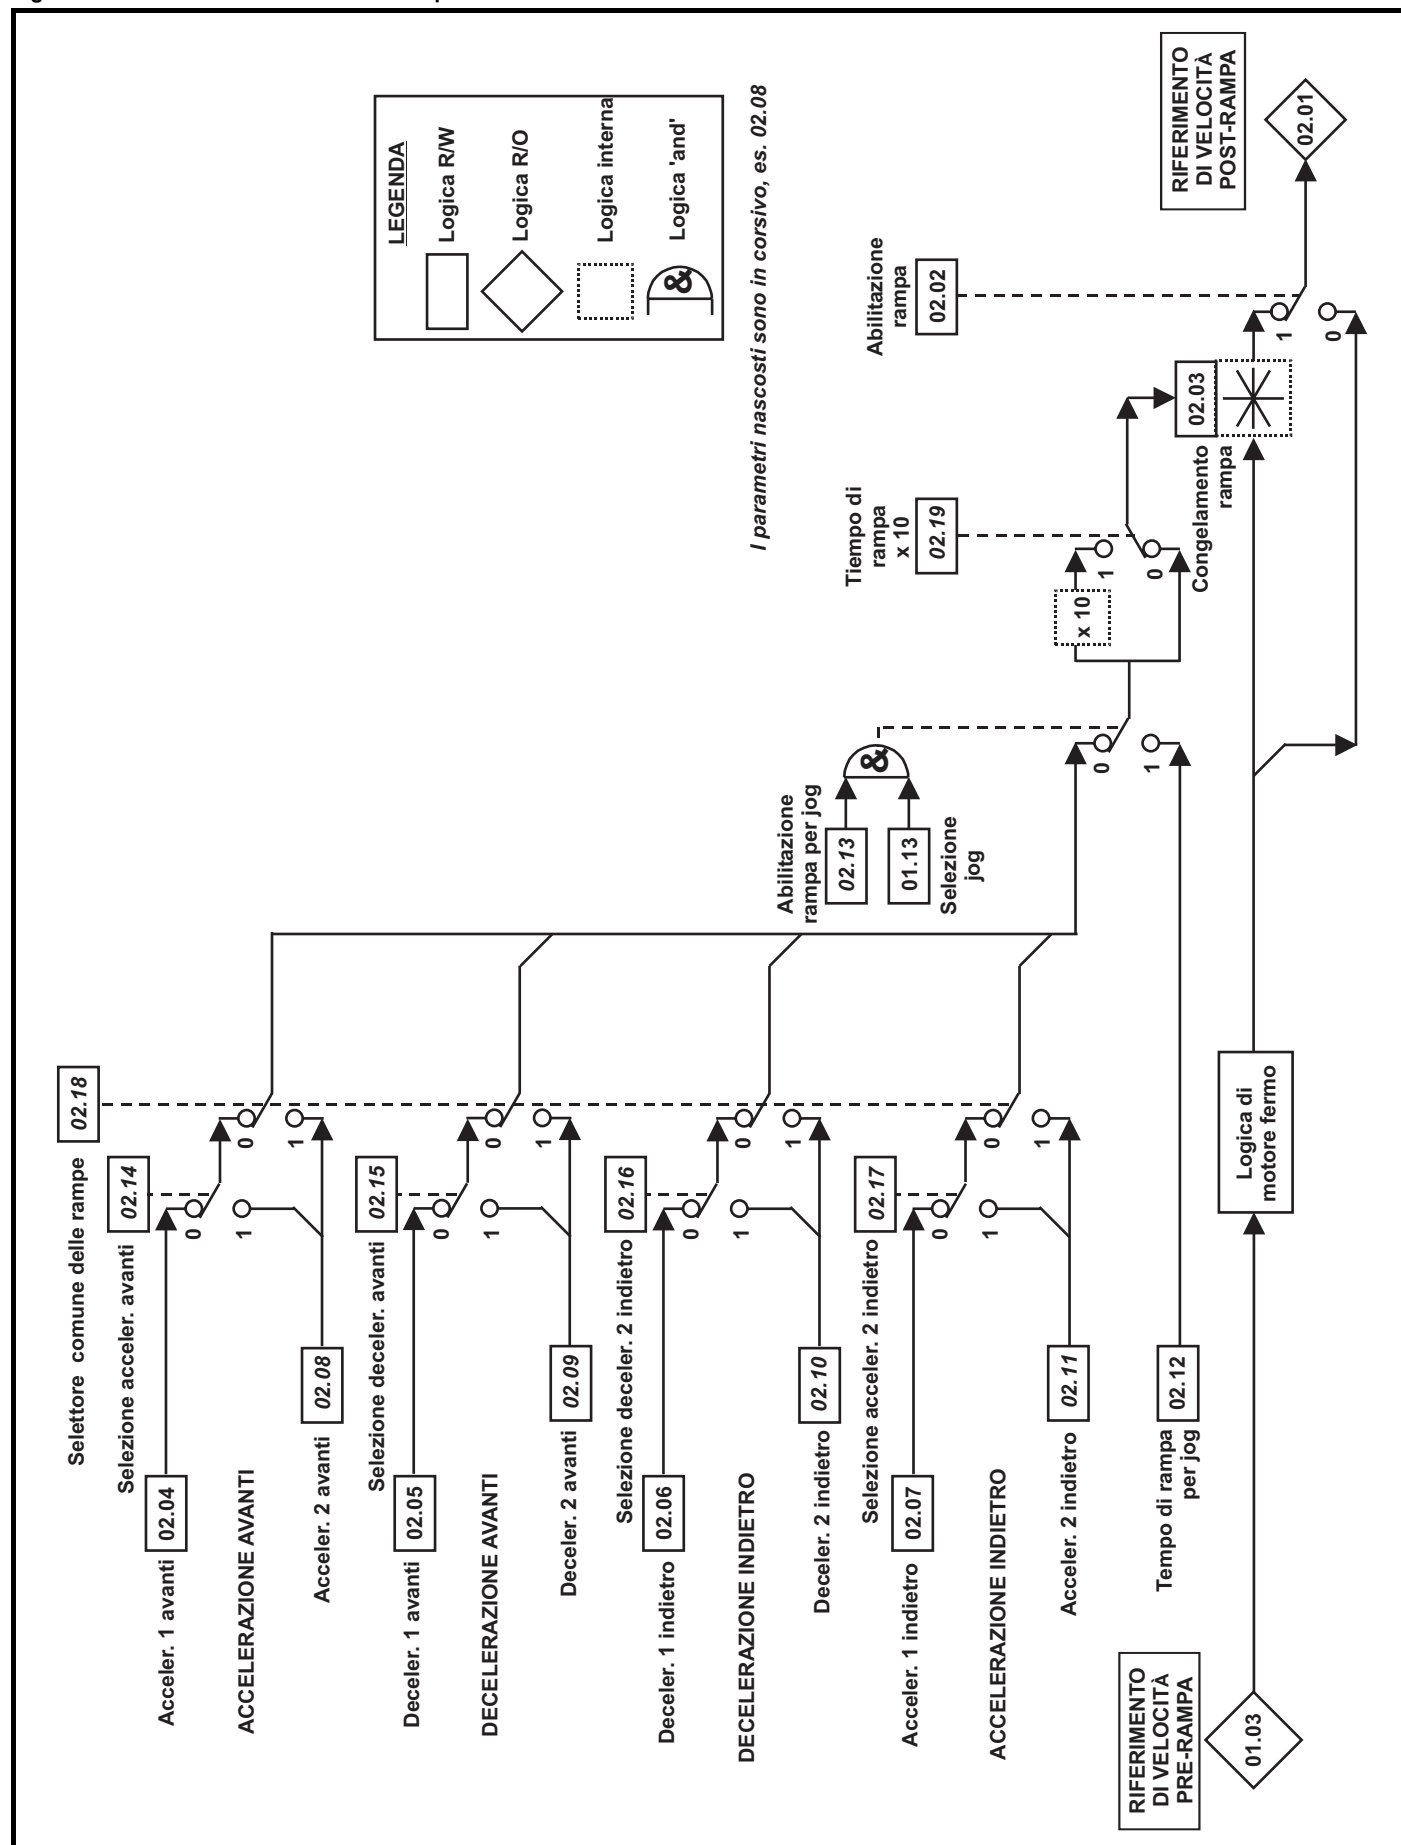 LEGENDA
Logica R/W
Logica R/O
Logica interna
&
Logica 'and'
I parametri nascosti sono in corsivo, es. 02.08
Selettore comune delle rampe
02.18
Selezione acceler. avanti
02.14
Acceler. 1 avanti
02.04
0
1
0
1
ACCELERAZIONE AVANTI
Acceler. 2 avanti
02.08
Selezione deceler. avanti
02.15
Deceler. 1 avanti
02.05
0
1
0
1
DECELERAZIONE AVANTI
Deceler. 2 avanti
02.09
Selezione deceler. 2 indietro
02.16
Deceler. 1 indietro
02.06
0
1
0
1
DECELERAZIONE INDIETRO
Deceler. 2 indietro
02.10
Selezione acceler. 2 indietro
02.17
Acceler. 1 indietro
02.07
0
1
0
1
ACCELERAZIONE INDIETRO
Acceler. 2 indietro
02.11
Abilitazione
rampa per jog
02.13
&
01.13
Selezione
jog
0
1
Tempo di rampa
per jog
02.12
Tiempo di
rampa
x 10
02.19
x 10
1
0
Abilitazione
rampa
02.02
02.03
Congelamento
rampa
1
0
RIFERIMENTO
DI VELOCITÀ
PRE-RAMPA
01.03
Logica di
motore fermo
RIFERIMENTO
DI VELOCITÀ
POST-RAMPA
02.01